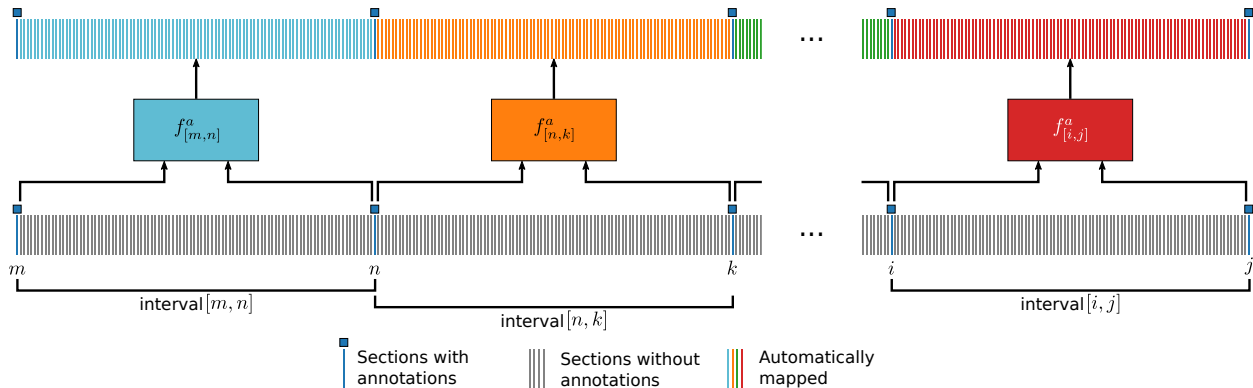 ...
f^a_{[m,n]} f^a_{[n,k]} f^a_{[i,j]}
...
m n k i j
interval[m, n] interval[i, j]
interval[n, k]
Sections with annotations
Sections without annotations
Automatically mapped